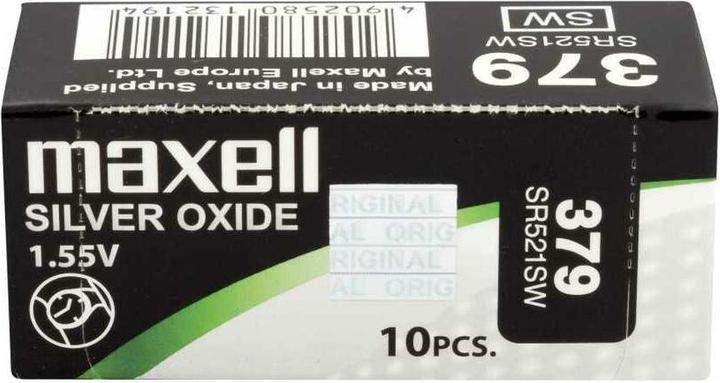 4 902580 132194
SW
SR521SW
379
Made in Japan, Supplied
by Maxell Europe Ltd.
maxell
SILVER OXIDE
1.55V
RIGINAL
AL ORIG
RIGINAL
AL ORIG
379
SR521SW
10PCS.